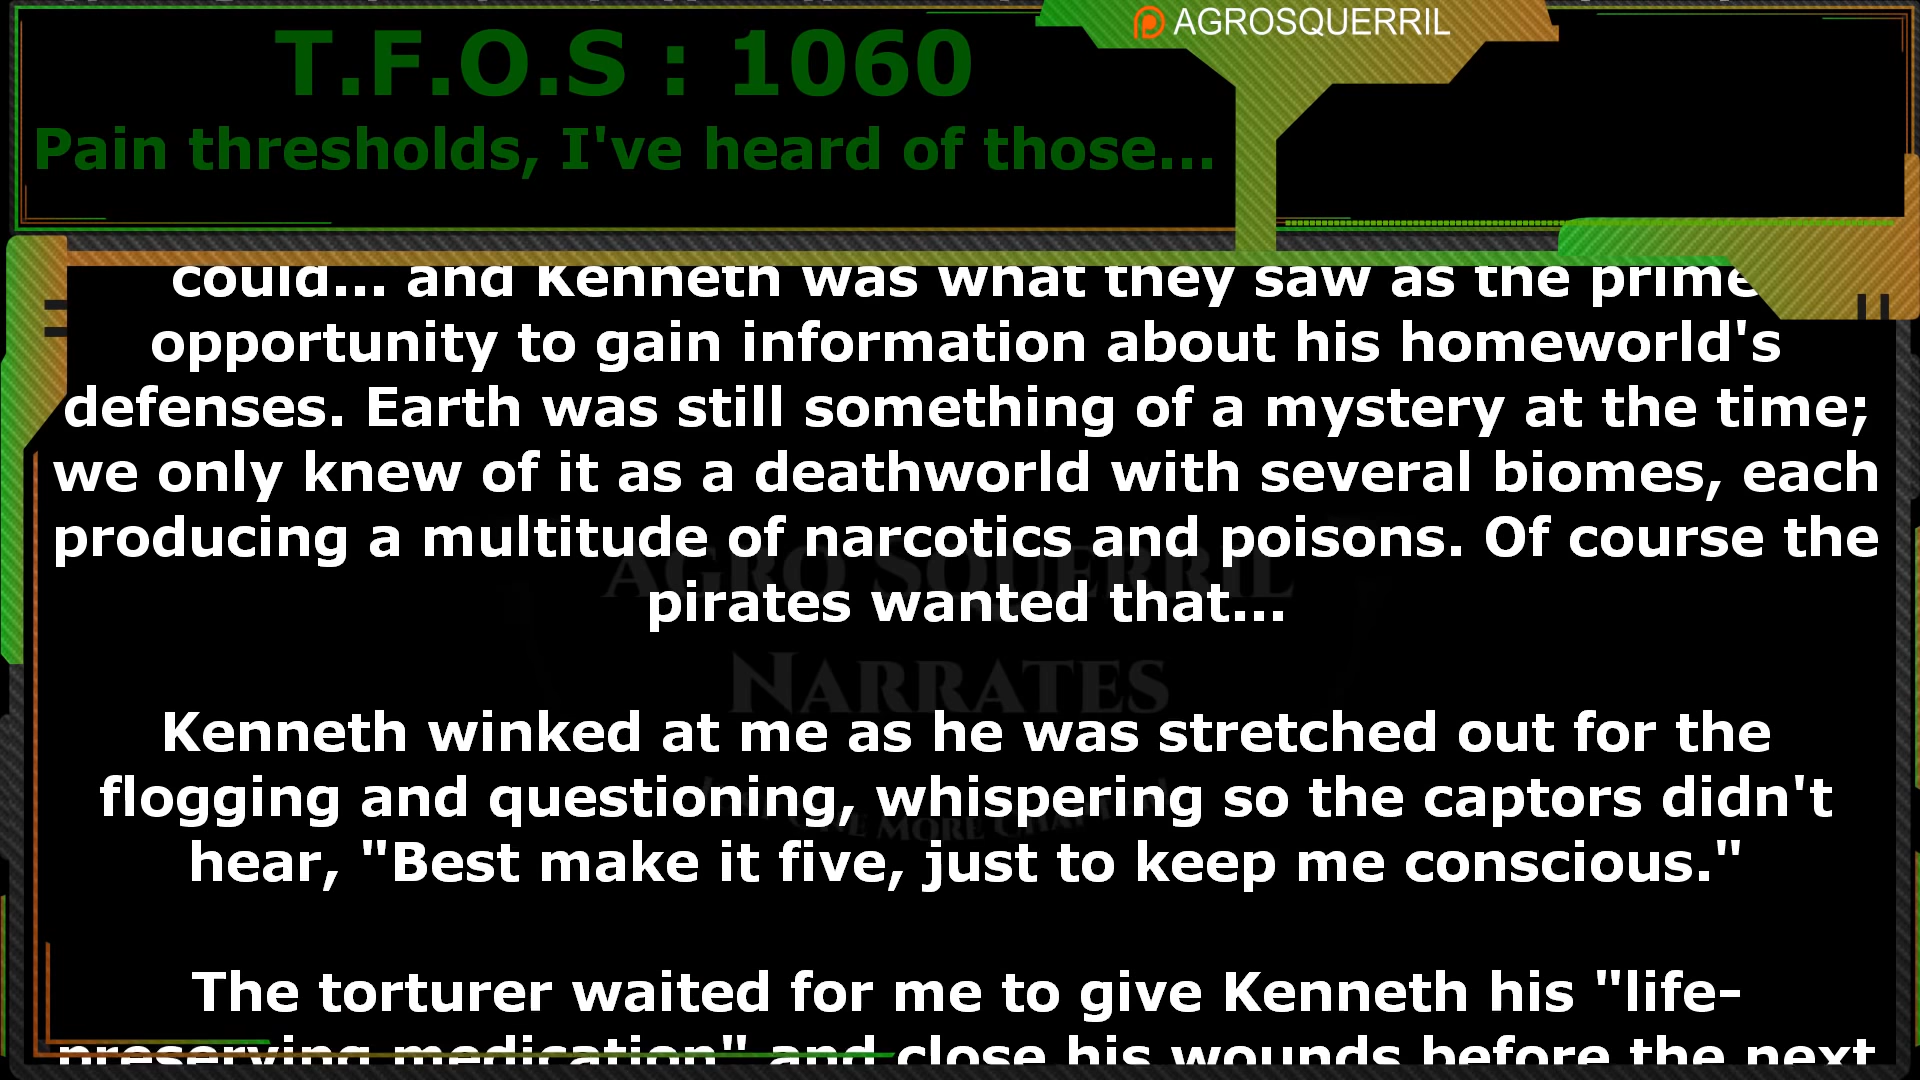 AGROSQUERRIL
T.F.O.S : 1060
Pain thresholds, I've heard of those...
could... and Kenneth was what they saw as the prime
opportunity to gain information about his homeworld's
defenses. Earth was still something of a mystery at the time;
we only knew of it as a deathworld with several biomes, each
producing a multitude of narcotics and poisons. Of course the
AGRO SQUERRIL
pirates wanted that...
NARRATES
Kenneth winked at me as he was stretched out for the
flogging and questioning, whispering so the captors didn't
hear, "Best make it five, just to keep me conscious."
The torturer waited for me to give Kenneth his "life-
preserving medication" and close his wounds before the next